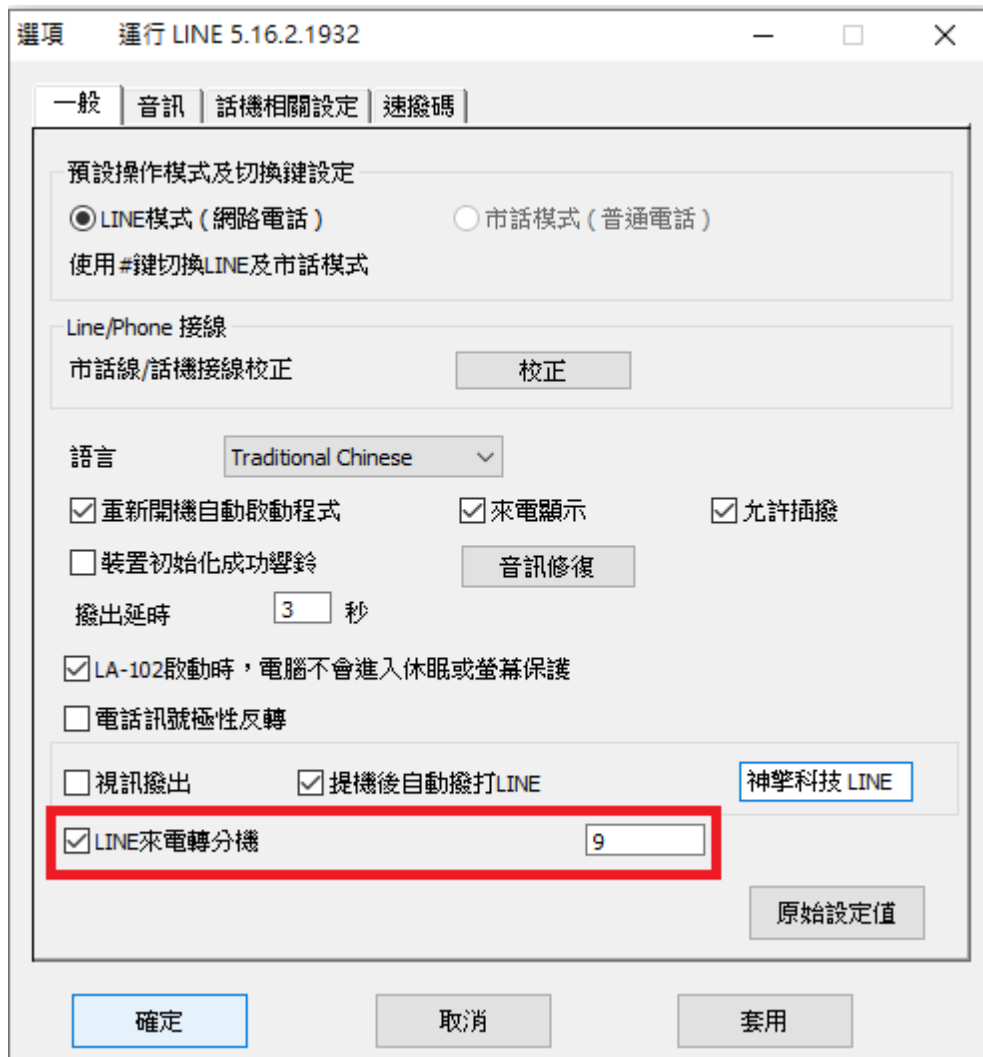 選項 運行 LINE 5.16.2.1932
一般 音訊 話機相關設定 速撥碼
預設操作模式及切換鍵設定
LINE模式 ( 網路電話 ) 市話模式 ( 普通電話 )
使用#鍵切換LINE及市話模式
Line/Phone 接線
市話線/話機接線校正 校正
語言 Traditional Chinese
重新開機自動啟動程式 來電顯示 允許插撥
裝置初始化成功響鈴 音訊修復
撥出延時 3 秒
LA-102啟動時，電腦不會進入休眠或螢幕保護
電話訊號極性反轉
視訊撥出 提機後自動撥打LINE 神擎科技 LINE
LINE來電轉分機 9
原始設定值
確定 取消 套用